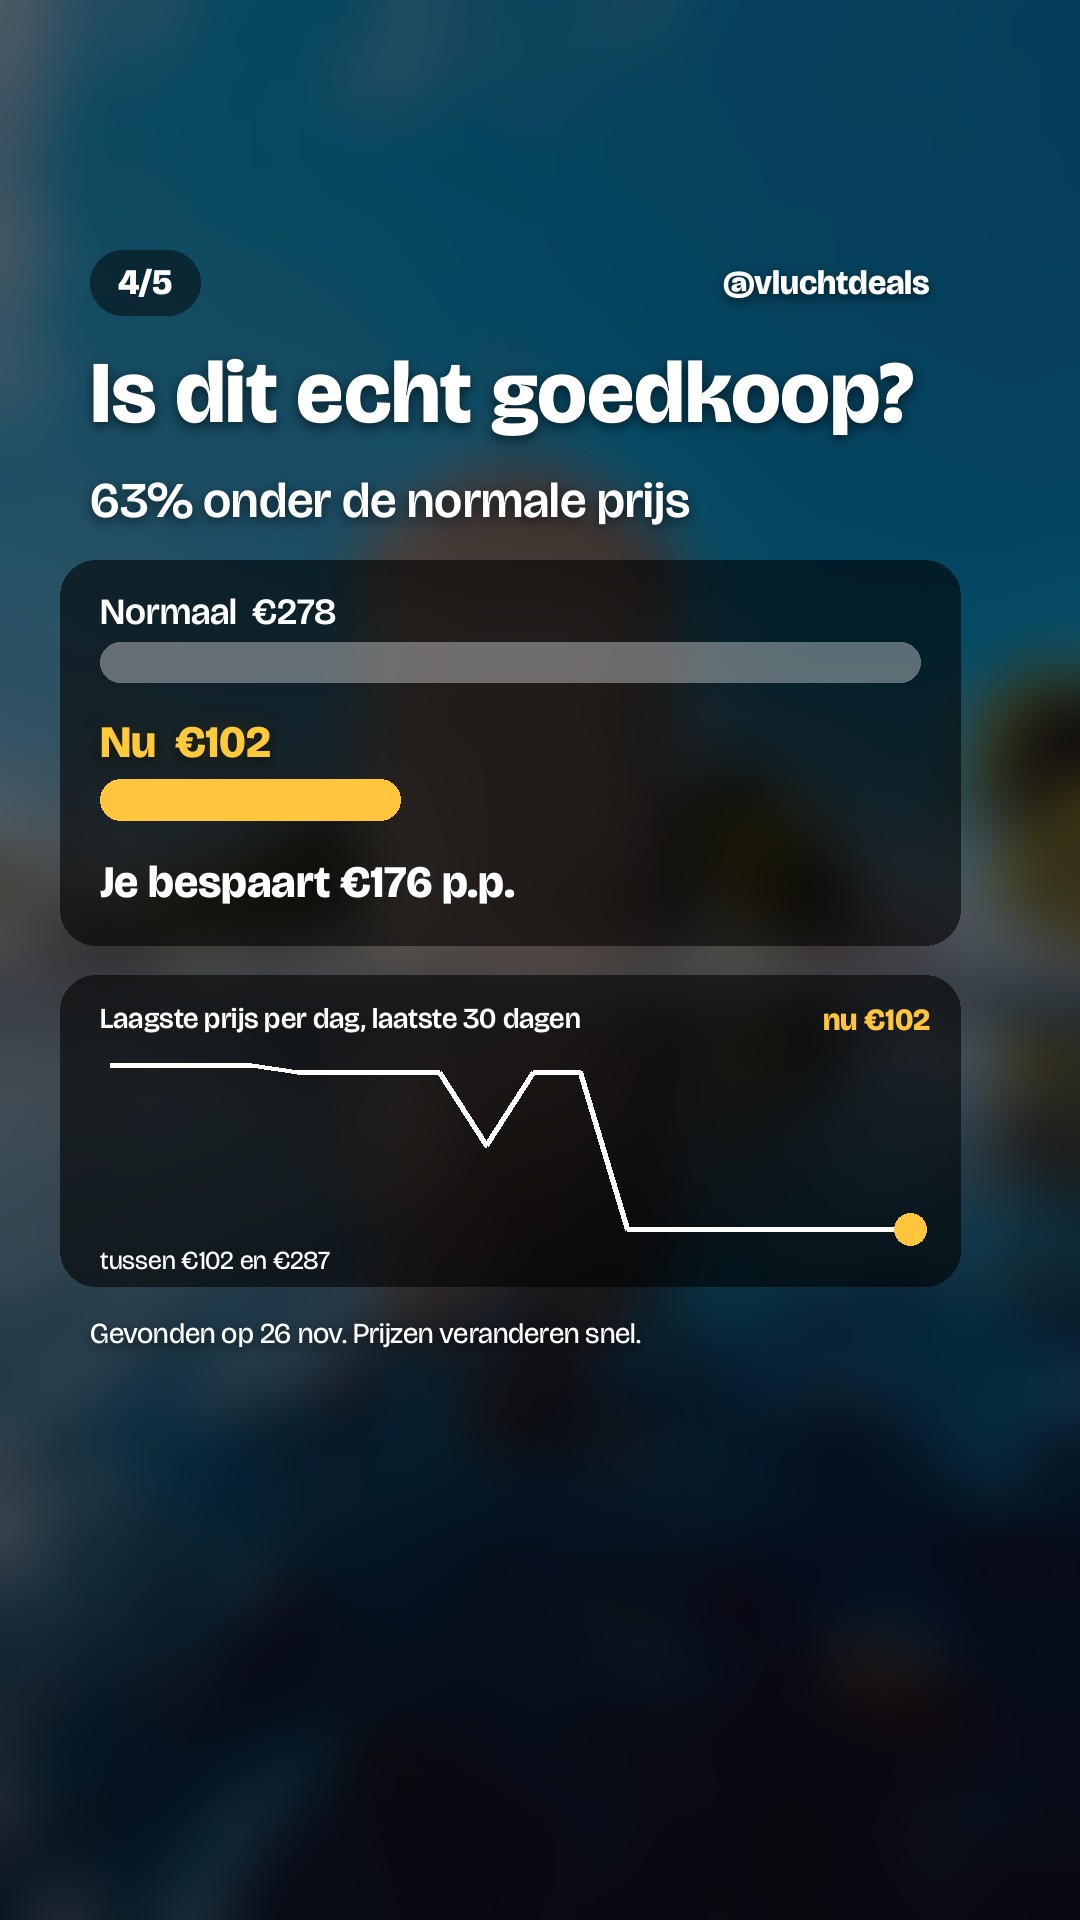 4/5
@vluchtdeals
Is dit echt goedkoop?
63% onder de normale prijs
Normaal €278
Nu €102
Je bespaart €176 p.p.
Laagste prijs per dag, laatste 30 dagen
nu €102
tussen €102 en €287
Gevonden op 26 nov. Prijzen veranderen snel.